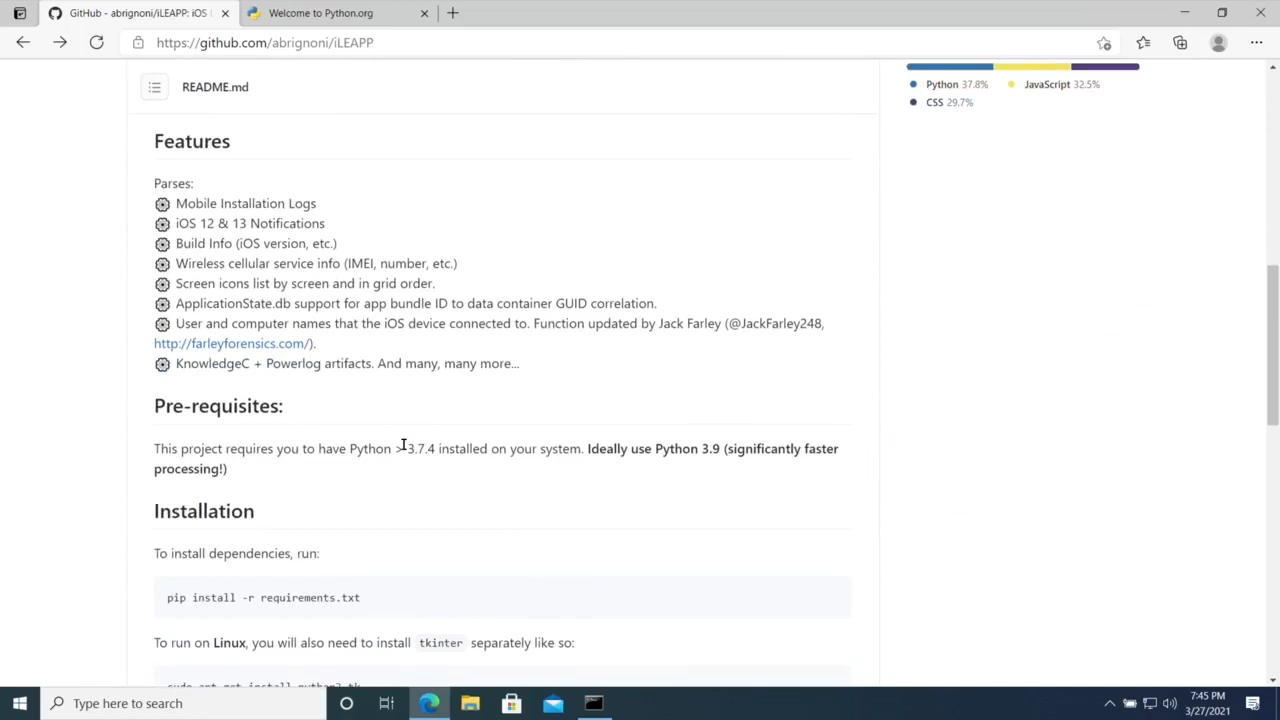 GitHub - abrignoni/iLEAPP: iOS L
Welcome to Python.org
https://github.com/abrignoni/iLEAPP
README.md
Python 37.8%
JavaScript 32.5%
CSS 29.7%
Features
Parses:
Mobile Installation Logs
iOS 12 & 13 Notifications
Build Info (iOS version, etc.)
Wireless cellular service info (IMEI, number, etc.)
Screen icons list by screen and in grid order.
ApplicationState.db support for app bundle ID to data container GUID correlation.
User and computer names that the iOS device connected to. Function updated by Jack Farley (@JackFarley248,
http://farleyforensics.com/).
KnowledgeC + Powerlog artifacts. And many, many more...
Pre-requisites:
This project requires you to have Python > 3.7.4 installed on your system. Ideally use Python 3.9 (significantly faster
processing!)
Installation
To install dependencies, run:
pip install -r requirements.txt
To run on Linux, you will also need to install tkinter separately like so:
sudo apt-get install python3-tk
Type here to search
7:45 PM
3/27/2021